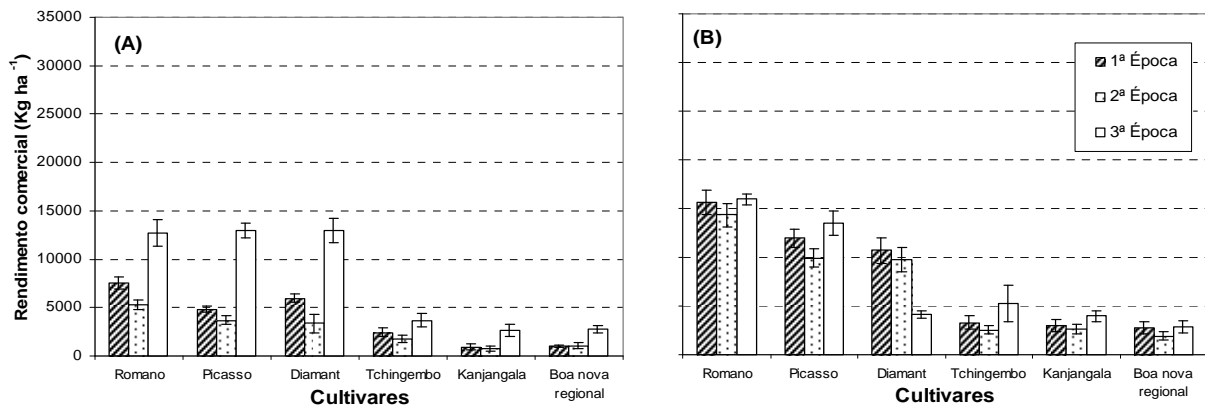 (A)
Rendimento comercial (Kg ha -1)
35000
30000
25000
20000
15000
10000
5000
0
Romano Picasso Diamant Tchingembo Kanjangala Boa nova
regional
Cultivares
(B)
1ª Época
2ª Época
3ª Época
Romano Picasso Diamant Tchingembo Kanjangala Boa nova
regional
Cultivares